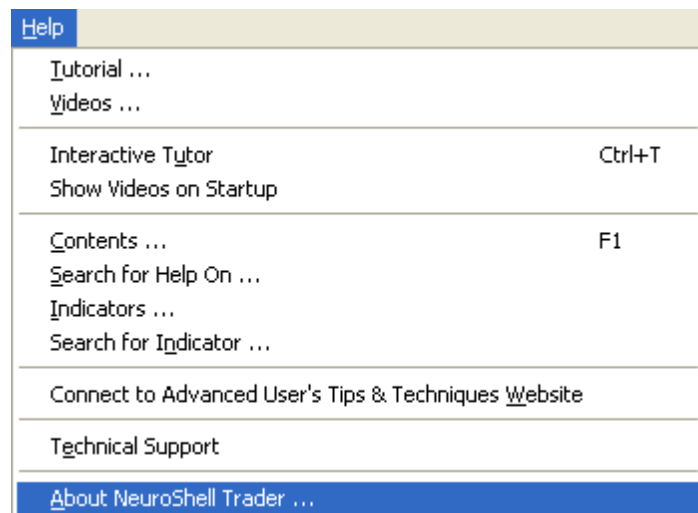 Help
Tutorial ...
Videos ...
Interactive Tutor Ctrl+T
Show Videos on Startup
Contents ... F1
Search for Help On ...
Indicators ...
Search for Indicator ...
Connect to Advanced User's Tips & Techniques Website
Technical Support
About NeuroShell Trader ...